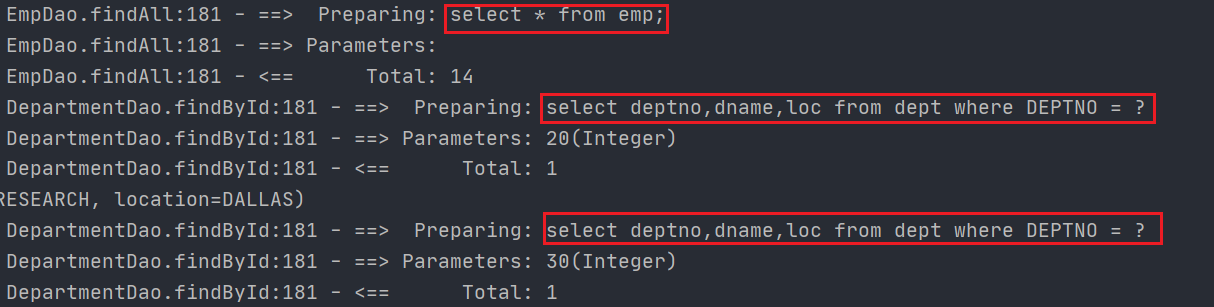 EmpDao.findAll:181 - ==>  Preparing: select * from emp;
EmpDao.findAll:181 - ==> Parameters:
EmpDao.findAll:181 - <==      Total: 14
DepartmentDao.findById:181 - ==>  Preparing: select deptno,dname,loc from dept where DEPTNO = ?
DepartmentDao.findById:181 - ==> Parameters: 20(Integer)
DepartmentDao.findById:181 - <==      Total: 1
RESEARCH, location=DALLAS)
DepartmentDao.findById:181 - ==>  Preparing: select deptno,dname,loc from dept where DEPTNO = ?
DepartmentDao.findById:181 - ==> Parameters: 30(Integer)
DepartmentDao.findById:181 - <==      Total: 1